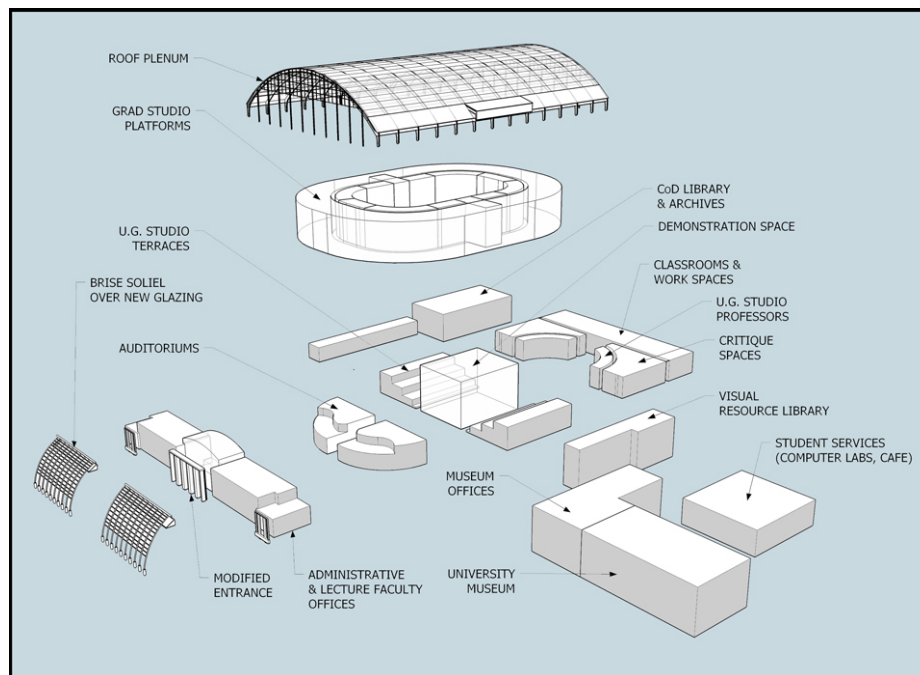 ROOF PLENUM
GRAD STUDIO
PLATFORMS
CoD LIBRARY
& ARCHIVES
U.G. STUDIO
TERRACES
DEMONSTRATION SPACE
BRISE SOLIEL
OVER NEW GLAZING
CLASSROOMS &
WORK SPACES
U.G. STUDIO
PROFESSORS
AUDITORIUMS
CRITIQUE
SPACES
VISUAL
RESOURCE LIBRARY
STUDENT SERVICES
(COMPUTER LABS, CAFE)
MUSEUM
OFFICES
MODIFIED
ENTRANCE
ADMINISTRATIVE
& LECTURE FACULTY
OFFICES
UNIVERSITY
MUSEUM